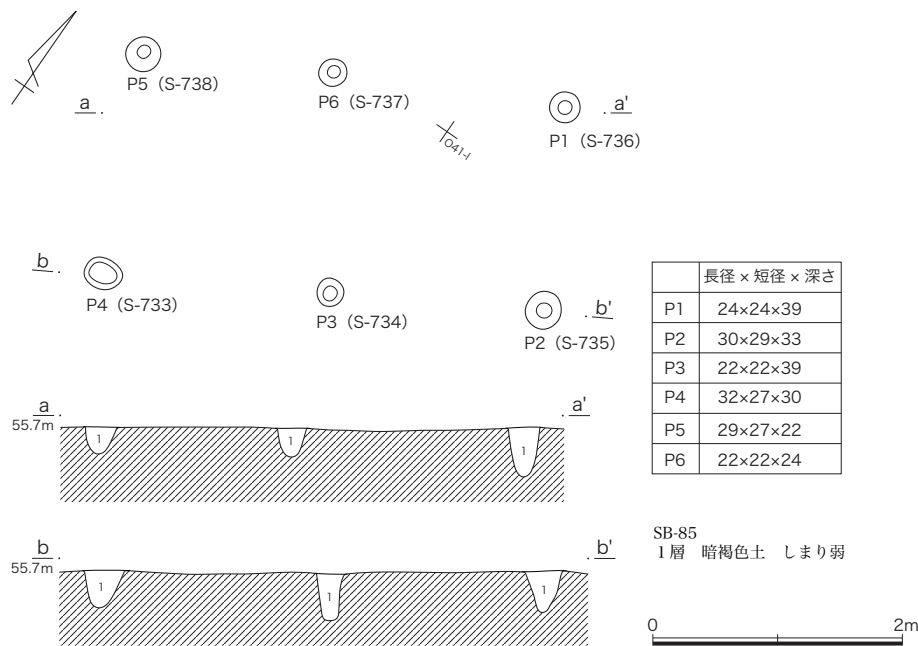 P5（S-738）
a
P6（S-737）
a'
P1（S-736）
O41-I
b
P4（S-733）
P3（S-734）
b'
P2（S-735）
長径 × 短径 × 深さ
P1 24×24×39
P2 30×29×33
P3 22×22×39
P4 32×27×30
P5 29×27×22
P6 22×22×24
a
a'
55.7m
1
1
1
b
b'
55.7m
1
1
1
SB-85
1層　暗褐色土　しまり弱
0
2m